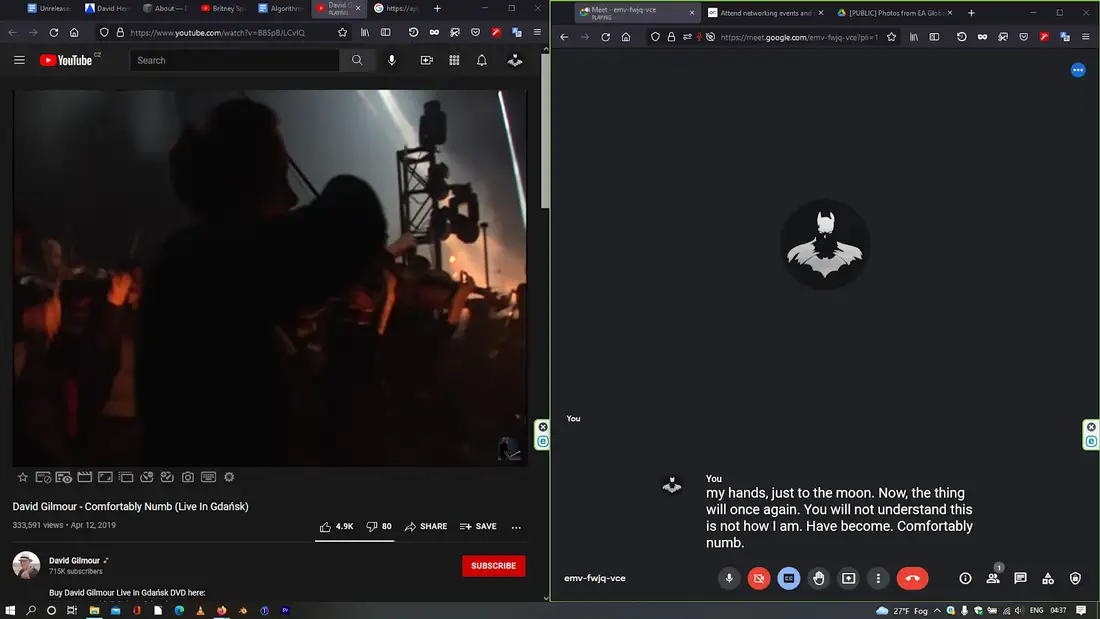 Unreleas
David He
About —
Britney Sp
Algorithm
David G
PLAYING
https://ap
https://www.youtube.com/watch?v=B8Sp8JLCviQ
YouTube CZ
Search
David Gilmour - Comfortably Numb (Live In Gdańsk)
333,591 views • Apr 12, 2019
4.9K
80
SHARE
SAVE
David Gilmour
715K subscribers
SUBSCRIBE
Buy David Gilmour Live In Gdańsk DVD here:
Meet - emv-fwjq-vce
PLAYING
Attend networking events and
[PUBLIC] Photos from EA Glob
https://meet.google.com/emv-fwjq-vce?pli=1
You
You
my hands, just to the moon. Now, the thing
will once again. You will not understand this
is not how I am. Have become. Comfortably
numb.
emv-fwjq-vce
CC
1
27°F Fog
ENG
04:37